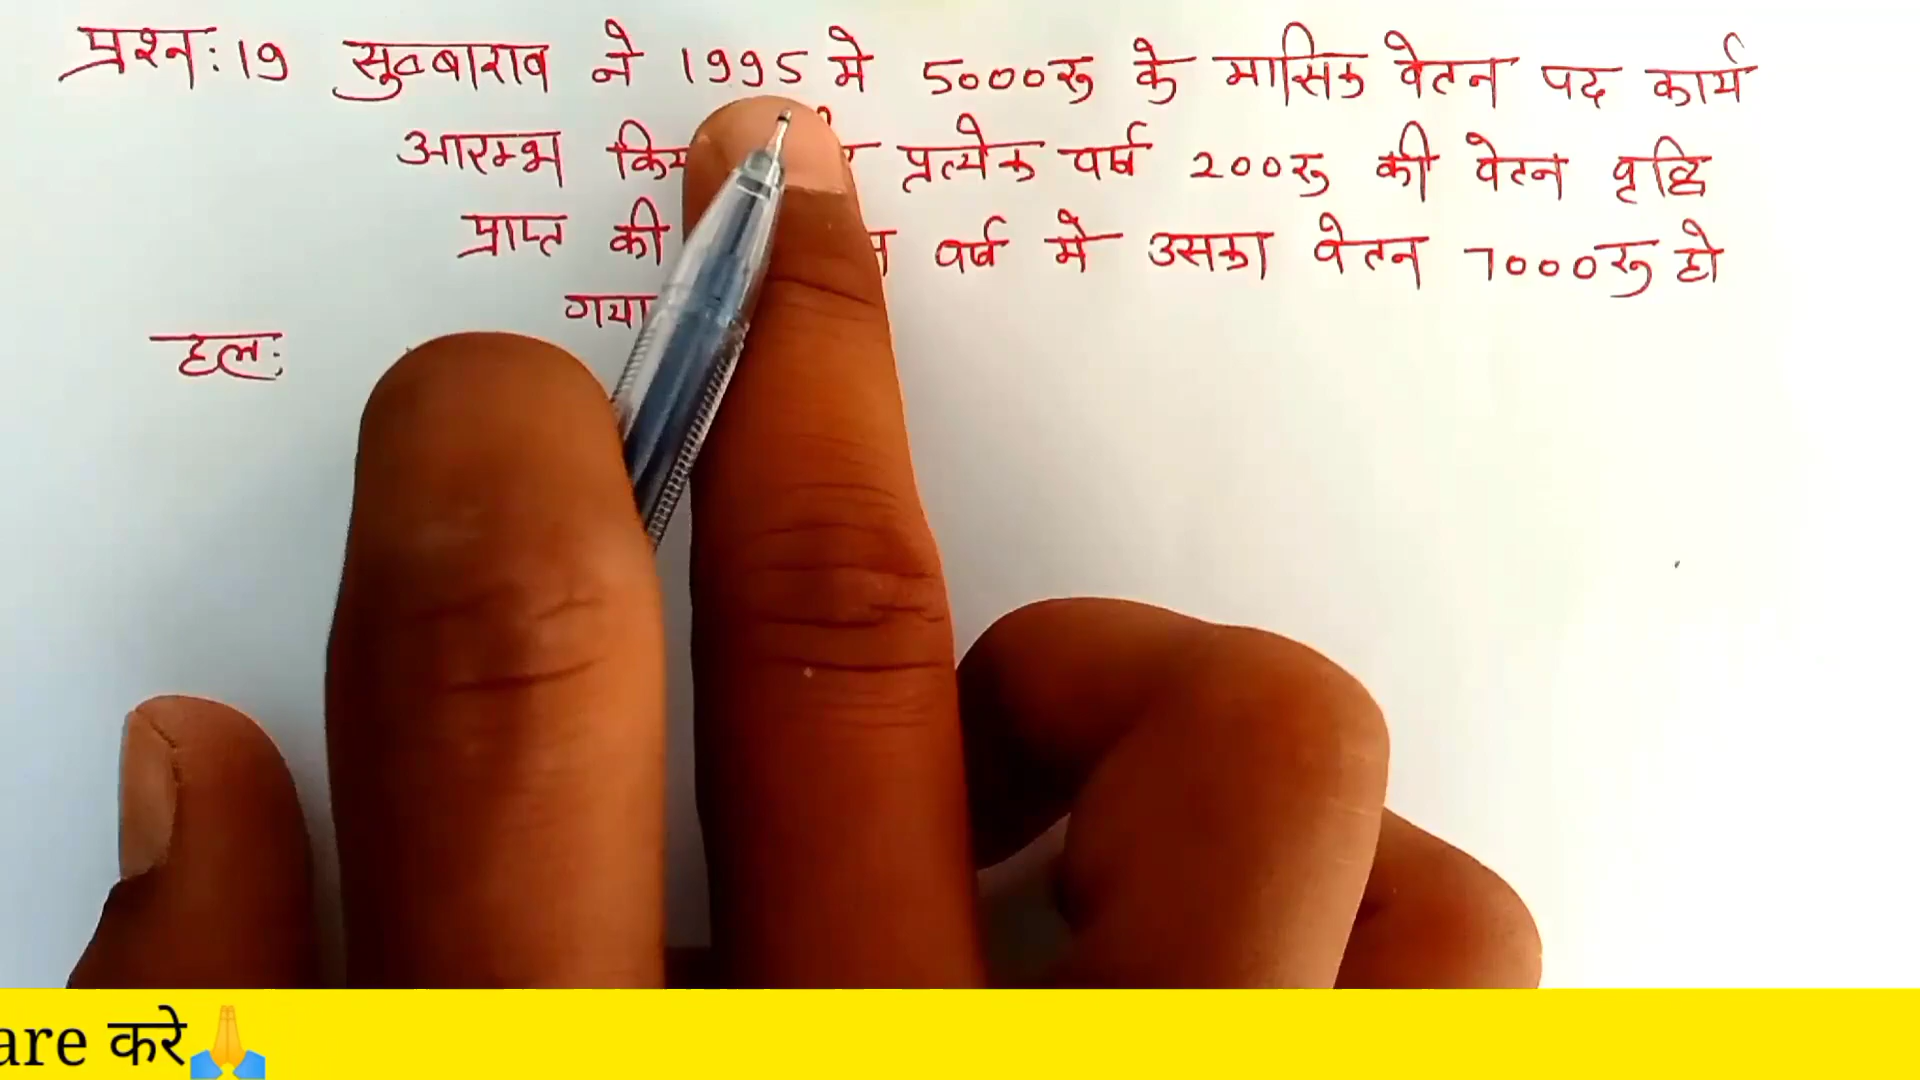 प्रश्न: 19 सुब्बाराव ने 1995 मे 5000रु के मासिक वेतन पद कार्य
आरम्भ प्रत्येक वर्ष 200रु की वेतन वृद्धि
प्राप्त की वर्ष मे उसका वेतन 7000रु हो
गया
हल:
are करे🙏